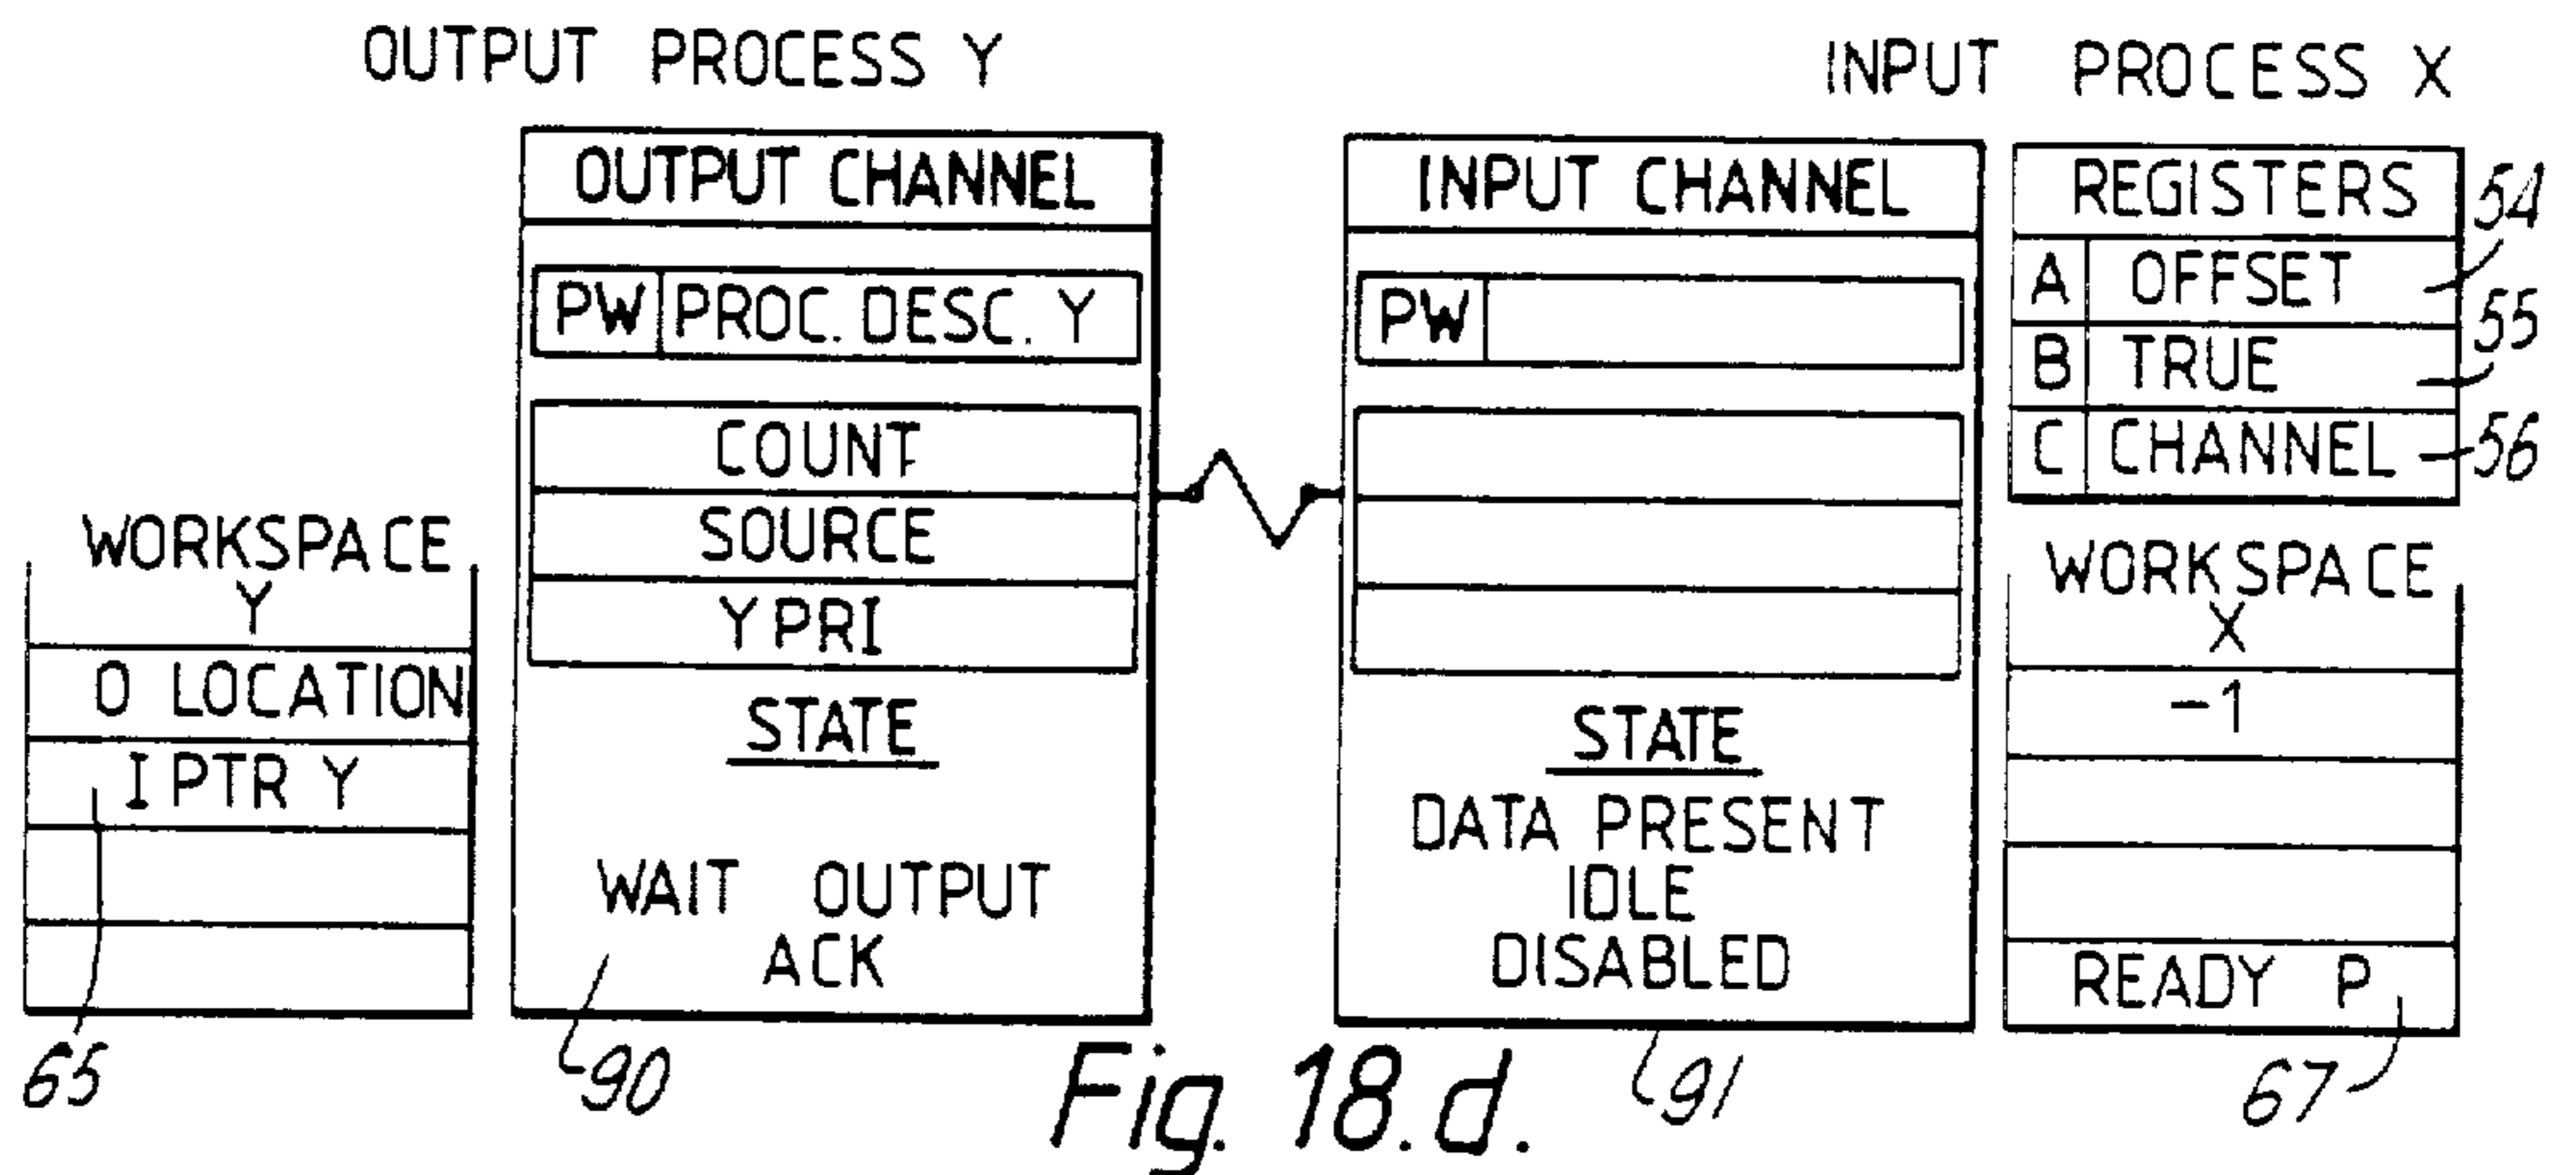 OUTPUT PROCESS Y
INPUT PROCESS X
OUTPUT CHANNEL
PW PROC. DESC. Y
COUNT
SOURCE
Y PRI
STATE
WAIT OUTPUT
ACK
90
WORKSPACE
Y
0 LOCATION
I PTR Y
65
INPUT CHANNEL
PW
STATE
DATA PRESENT
IDLE
DISABLED
91
REGISTERS
A OFFSET 54
B TRUE 55
C CHANNEL 56
WORKSPACE
X
-1
READY P
67
Fig. 18.d.